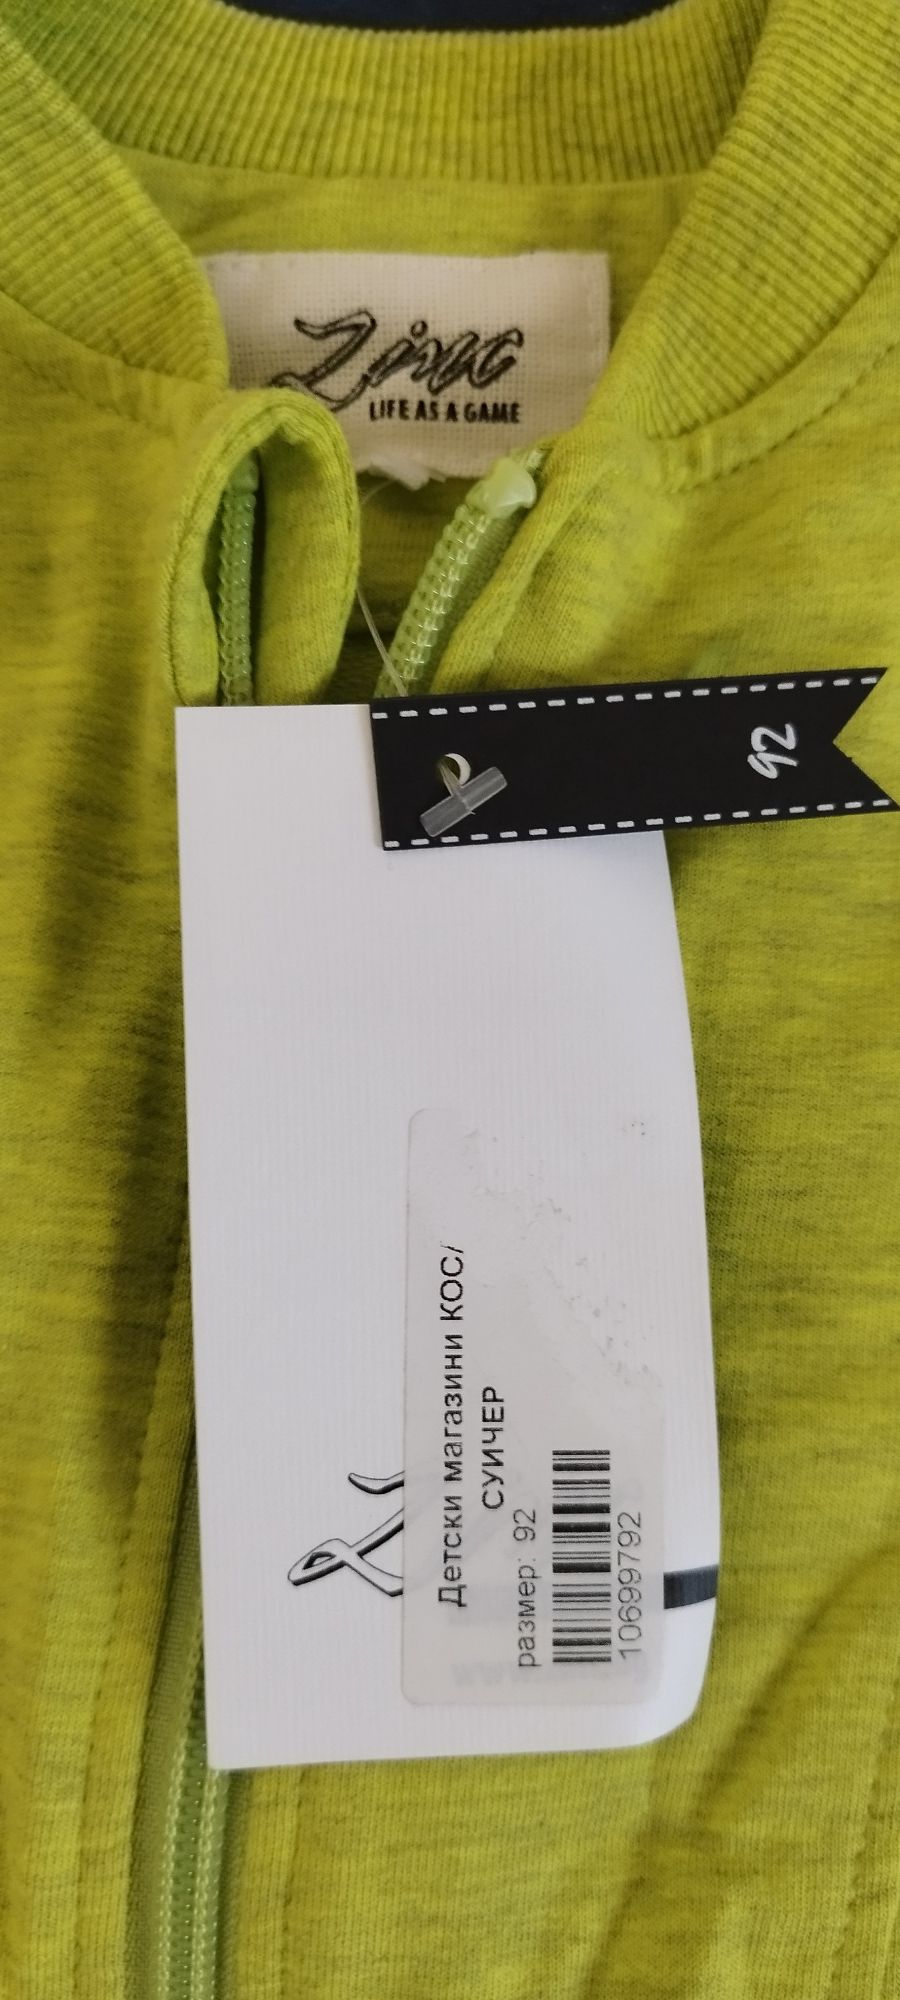 Zinc
LIFE AS A GAME
92
Детски магазини КОС/
СУИЧЕР
размер: 92
10699792